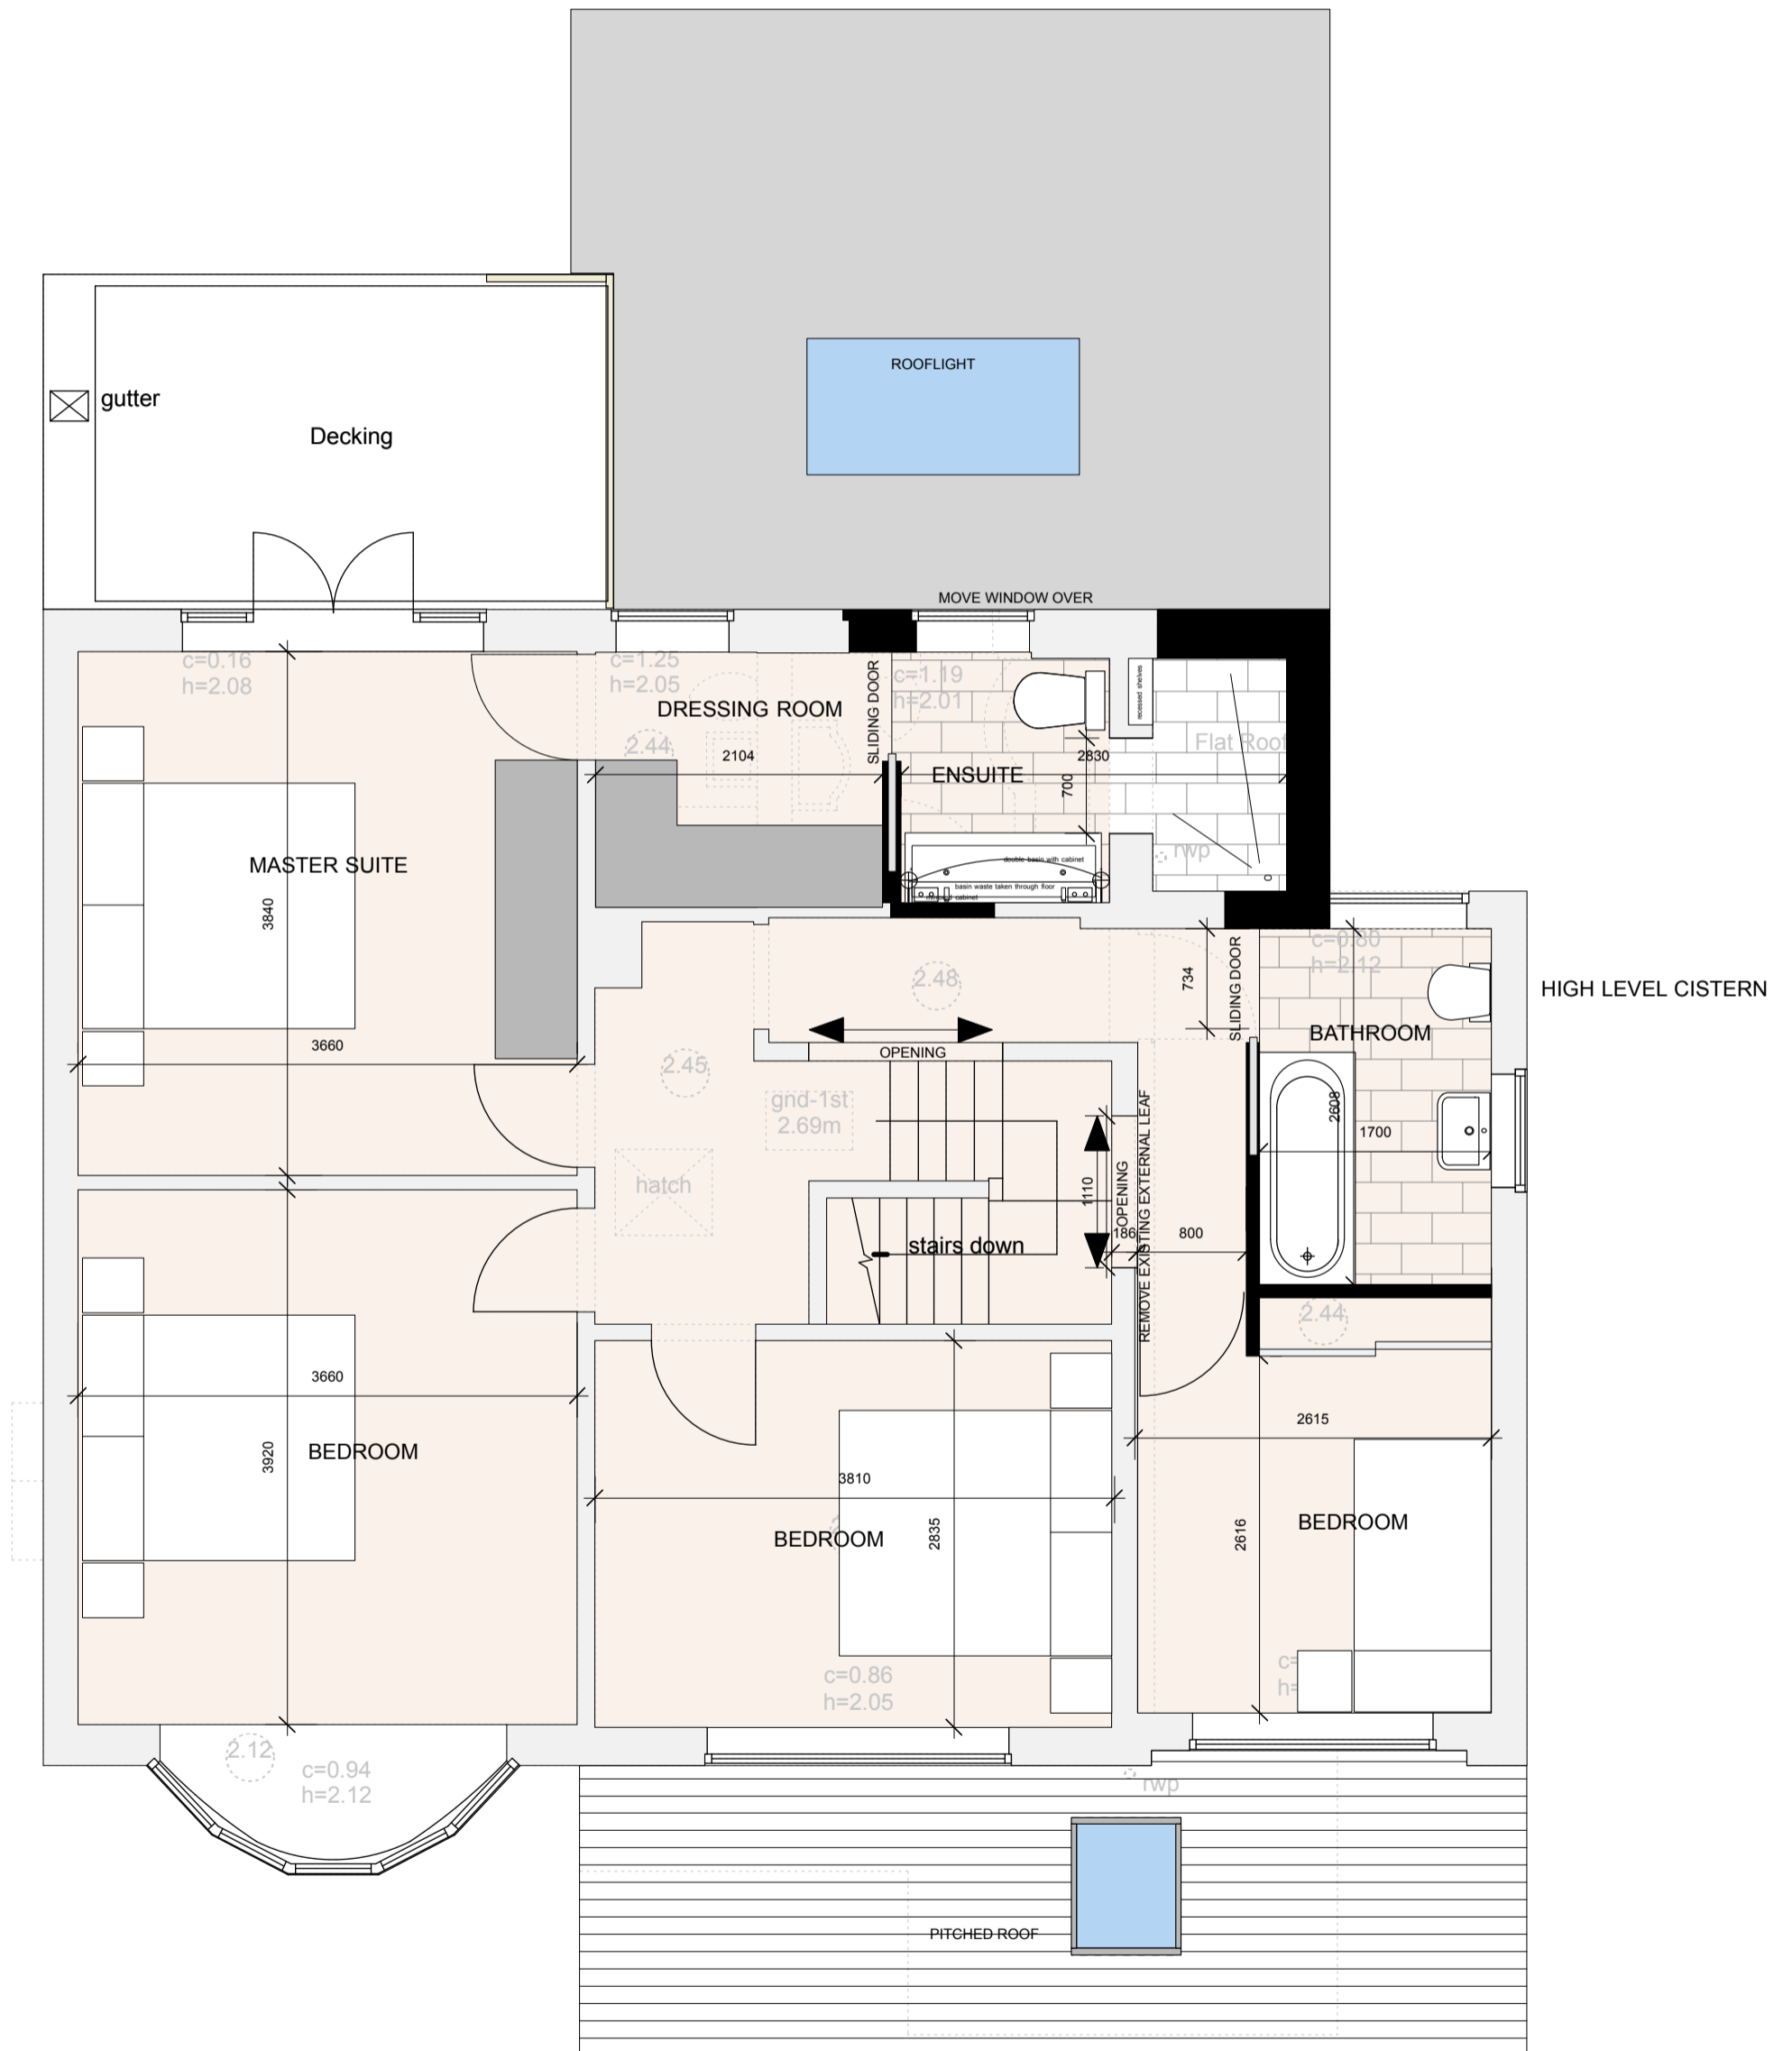 ROOFLIGHT
gutter
Decking
MOVE WINDOW OVER
c=0.16
h=2.08
c=1.25
h=2.05
c=1.19
h=2.01
DRESSING ROOM
SLIDING DOOR
recessed shelves
2.44
2104
ENSUITE
2830
700
Flat Roof
MASTER SUITE
3840
double basin with cabinet
basin waste taken through floor
rwp
3660
2.48
734
SLIDING DOOR
c=0.80
h=2.12
HIGH LEVEL CISTERN
BATHROOM
OPENING
2.45
gnd-1st
2.69m
hatch
stairs down
1110
OPENING
REMOVE EXISTING EXTERNAL LEAF
186
800
2608
1700
2.44
3660
3920
BEDROOM
3810
2835
BEDROOM
c=0.86
h=2.05
2615
2616
BEDROOM
c=
h=
2.12
c=0.94
h=2.12
rwp
PITCHED ROOF